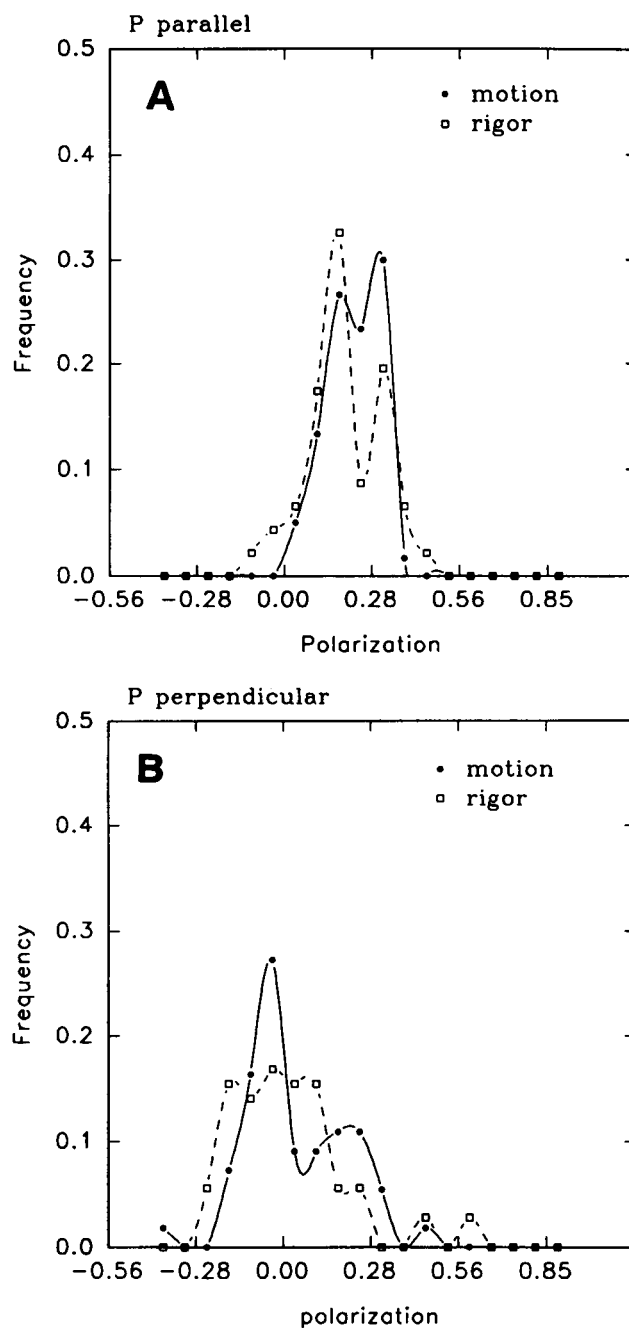 P parallel
0.5
A
motion
rigor
0.4
0.3
0.2
0.1
0.0
Frequency
−0.56 −0.28 0.00 0.28 0.56 0.85
Polarization
P perpendicular
0.5
B
motion
rigor
0.4
0.3
0.2
0.1
0.0
Frequency
−0.56 −0.28 0.00 0.28 0.56 0.85
polarization